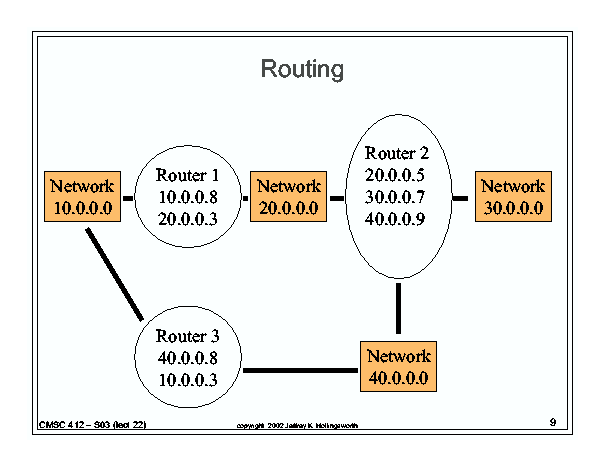 Routing
Router 2
20.0.0.5
30.0.0.7
40.0.0.9
Router 1
10.0.0.8
20.0.0.3
Network
10.0.0.0
Network
20.0.0.0
Network
30.0.0.0
Router 3
40.0.0.8
10.0.0.3
Network
40.0.0.0
CMSC 412 – S03 (lect 22)
copyright 2002 Jeffrey K. Hollingsworth
9